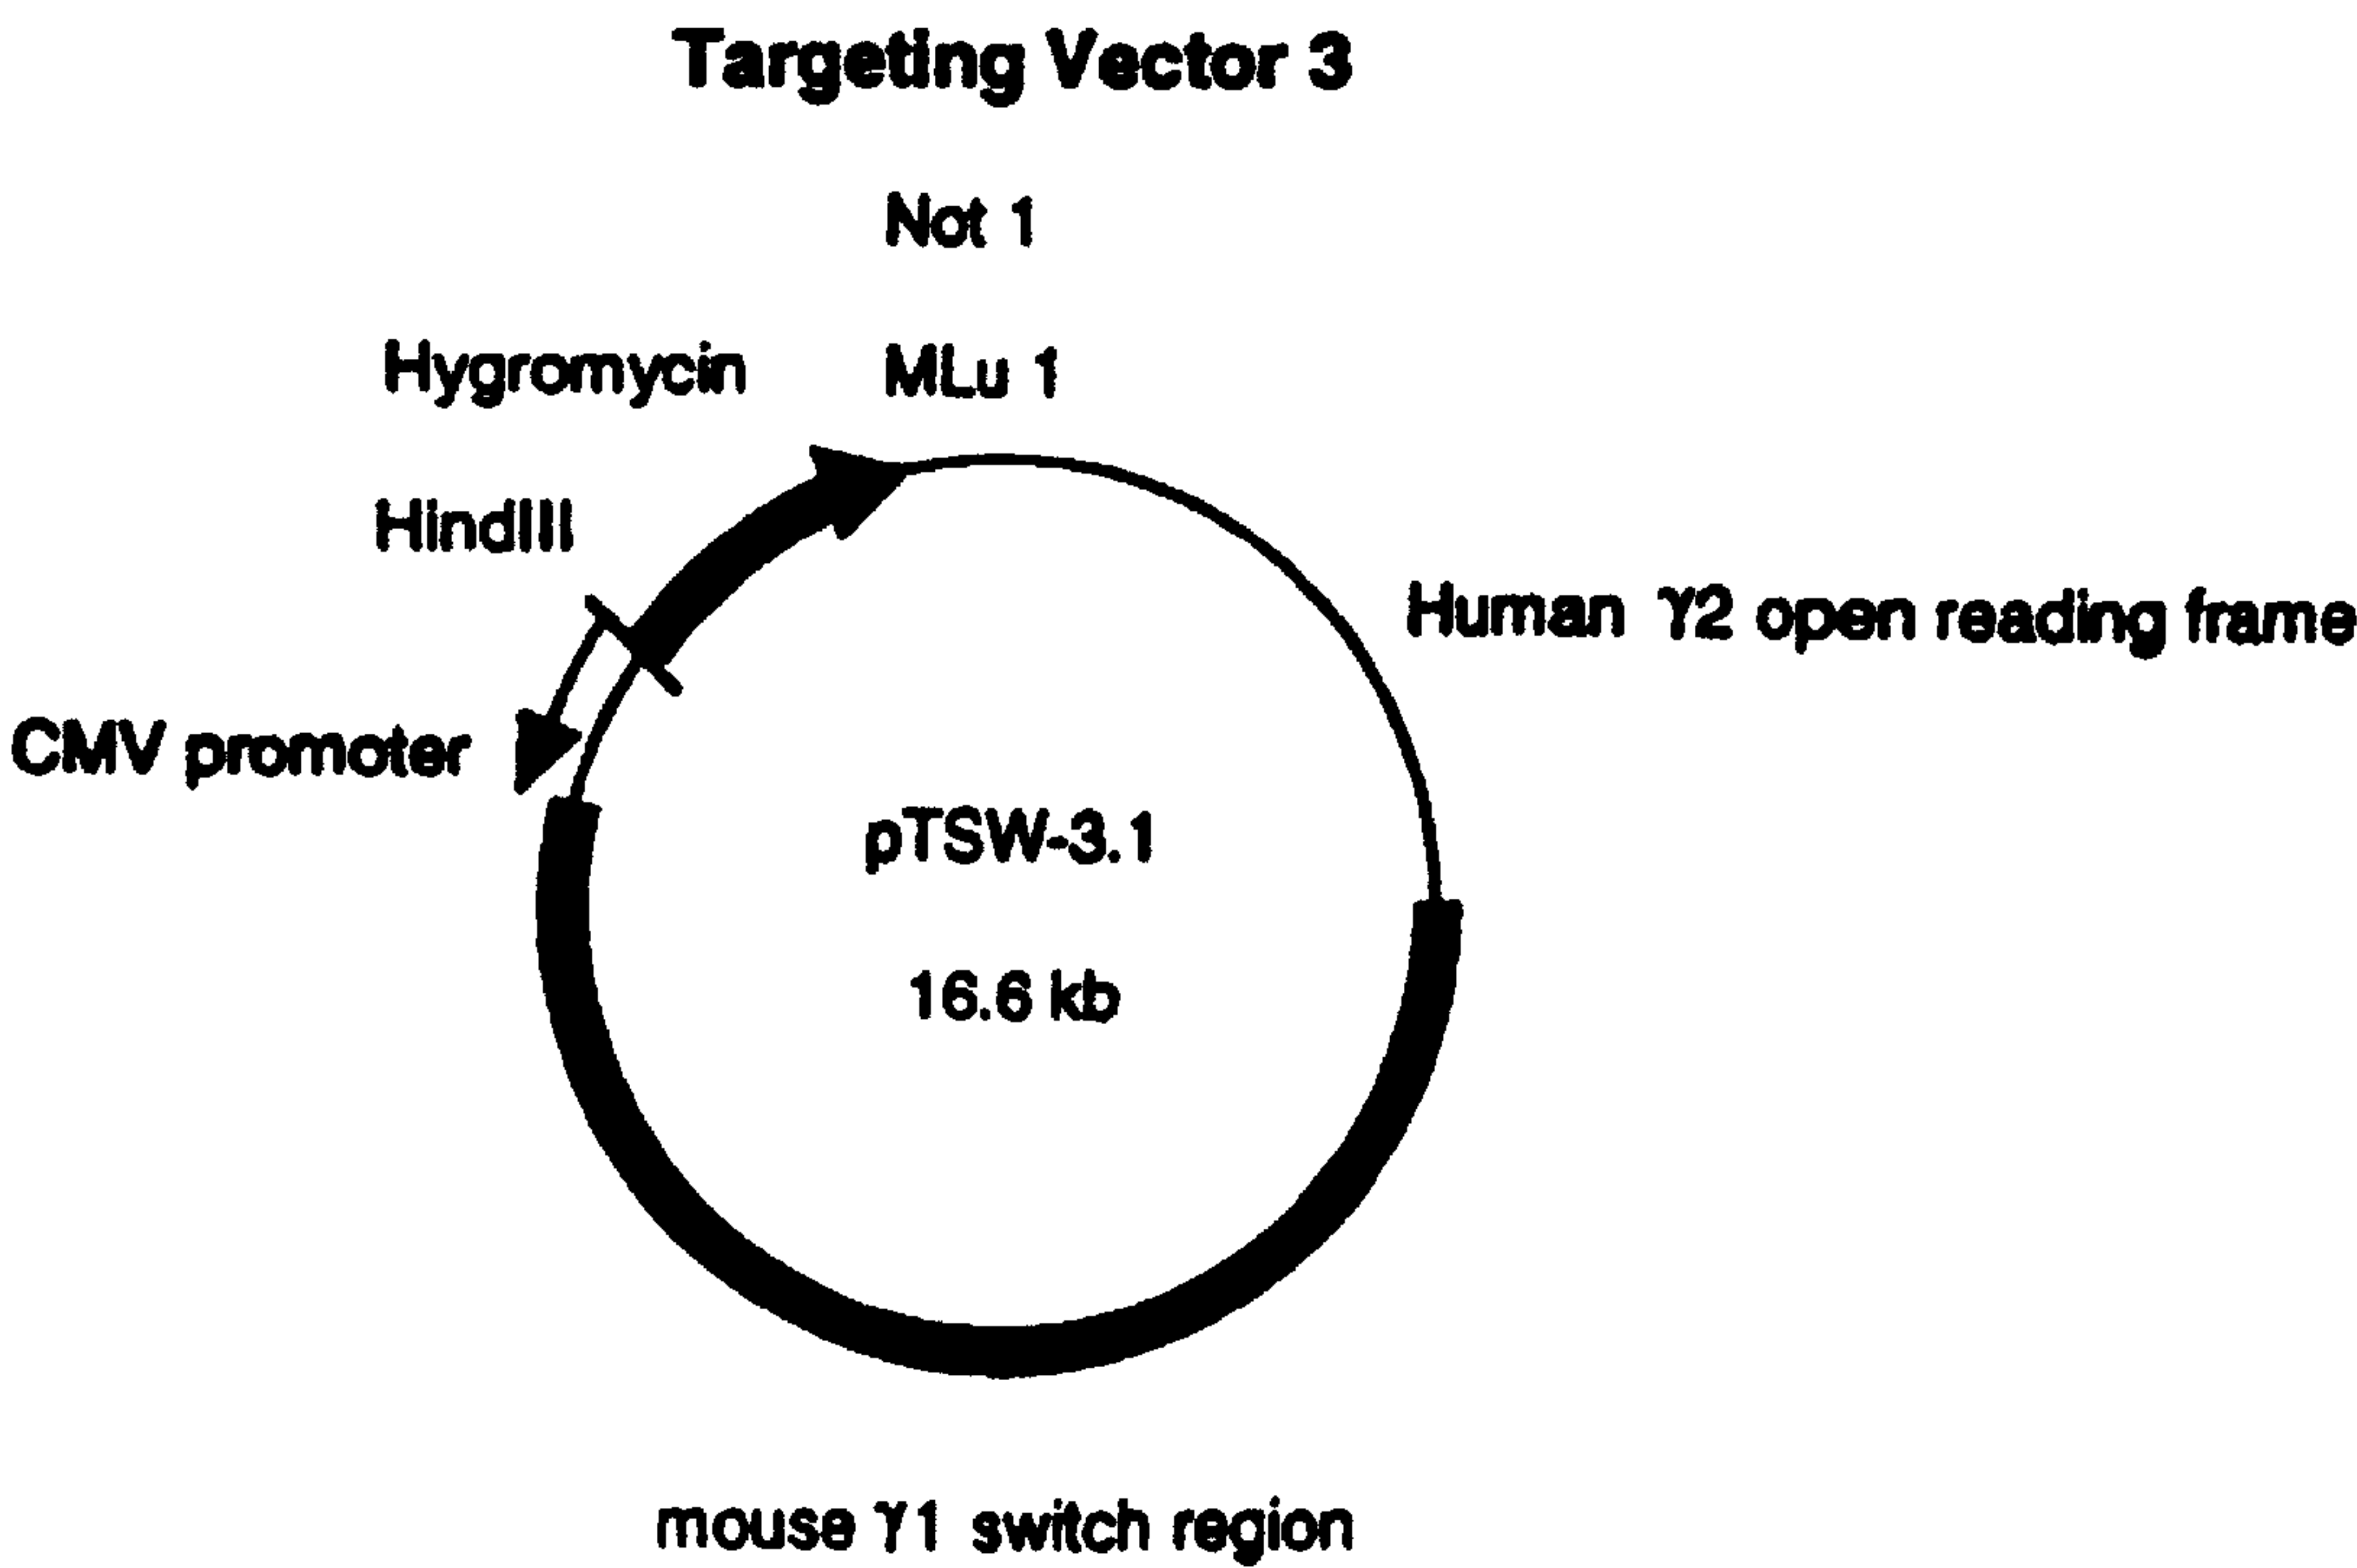 Targeting Vector 3
Not 1
Hygromycin MLu 1
HindIII
Human γ2 open reading frame
CMV promoter
pTSW-3.1
16.6 kb
mouse γ1 switch region